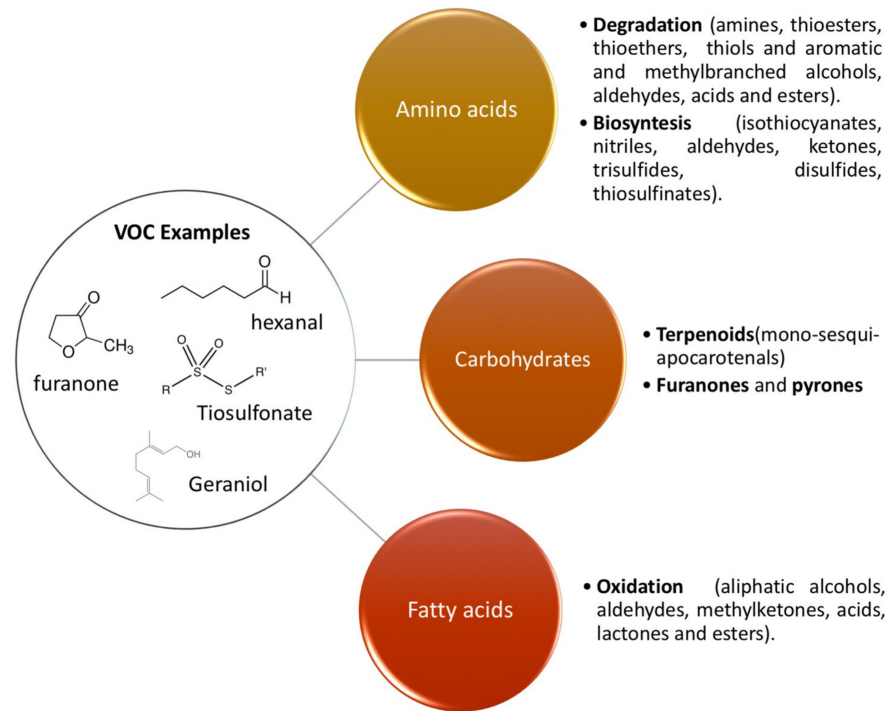 VOC Examples
O
H
hexanal
O
O
CH₃
furanone
O
O
S
R
S
R'
Tiosulfonate
OH
Geraniol
Amino acids
• Degradation (amines, thioesters,
thioethers, thiols and aromatic
and methylbranched alcohols,
aldehydes, acids and esters).
• Biosyntesis (isothiocyanates,
nitriles, aldehydes, ketones,
trisulfides, disulfides,
thiosulfinates).
Carbohydrates
• Terpenoids(mono-sesqui-
apocarotenals)
• Furanones and pyrones
Fatty acids
• Oxidation (aliphatic alcohols,
aldehydes, methylketones, acids,
lactones and esters).